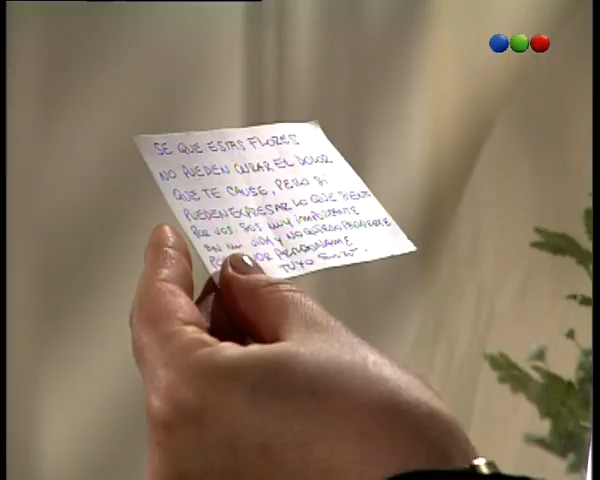 SE QUE ESTAS FLORES
NO PUEDEN CURAR EL DOLOR
QUE TE CAUSE, PERO SI
PUEDEN EXPRESAR LO QUE SIENTO
POR VOS. SOS MUY IMPORTANTE
EN MI VIDA Y NO QUIERO PERDERTE
POR FAVOR PERDONAME
TUYO